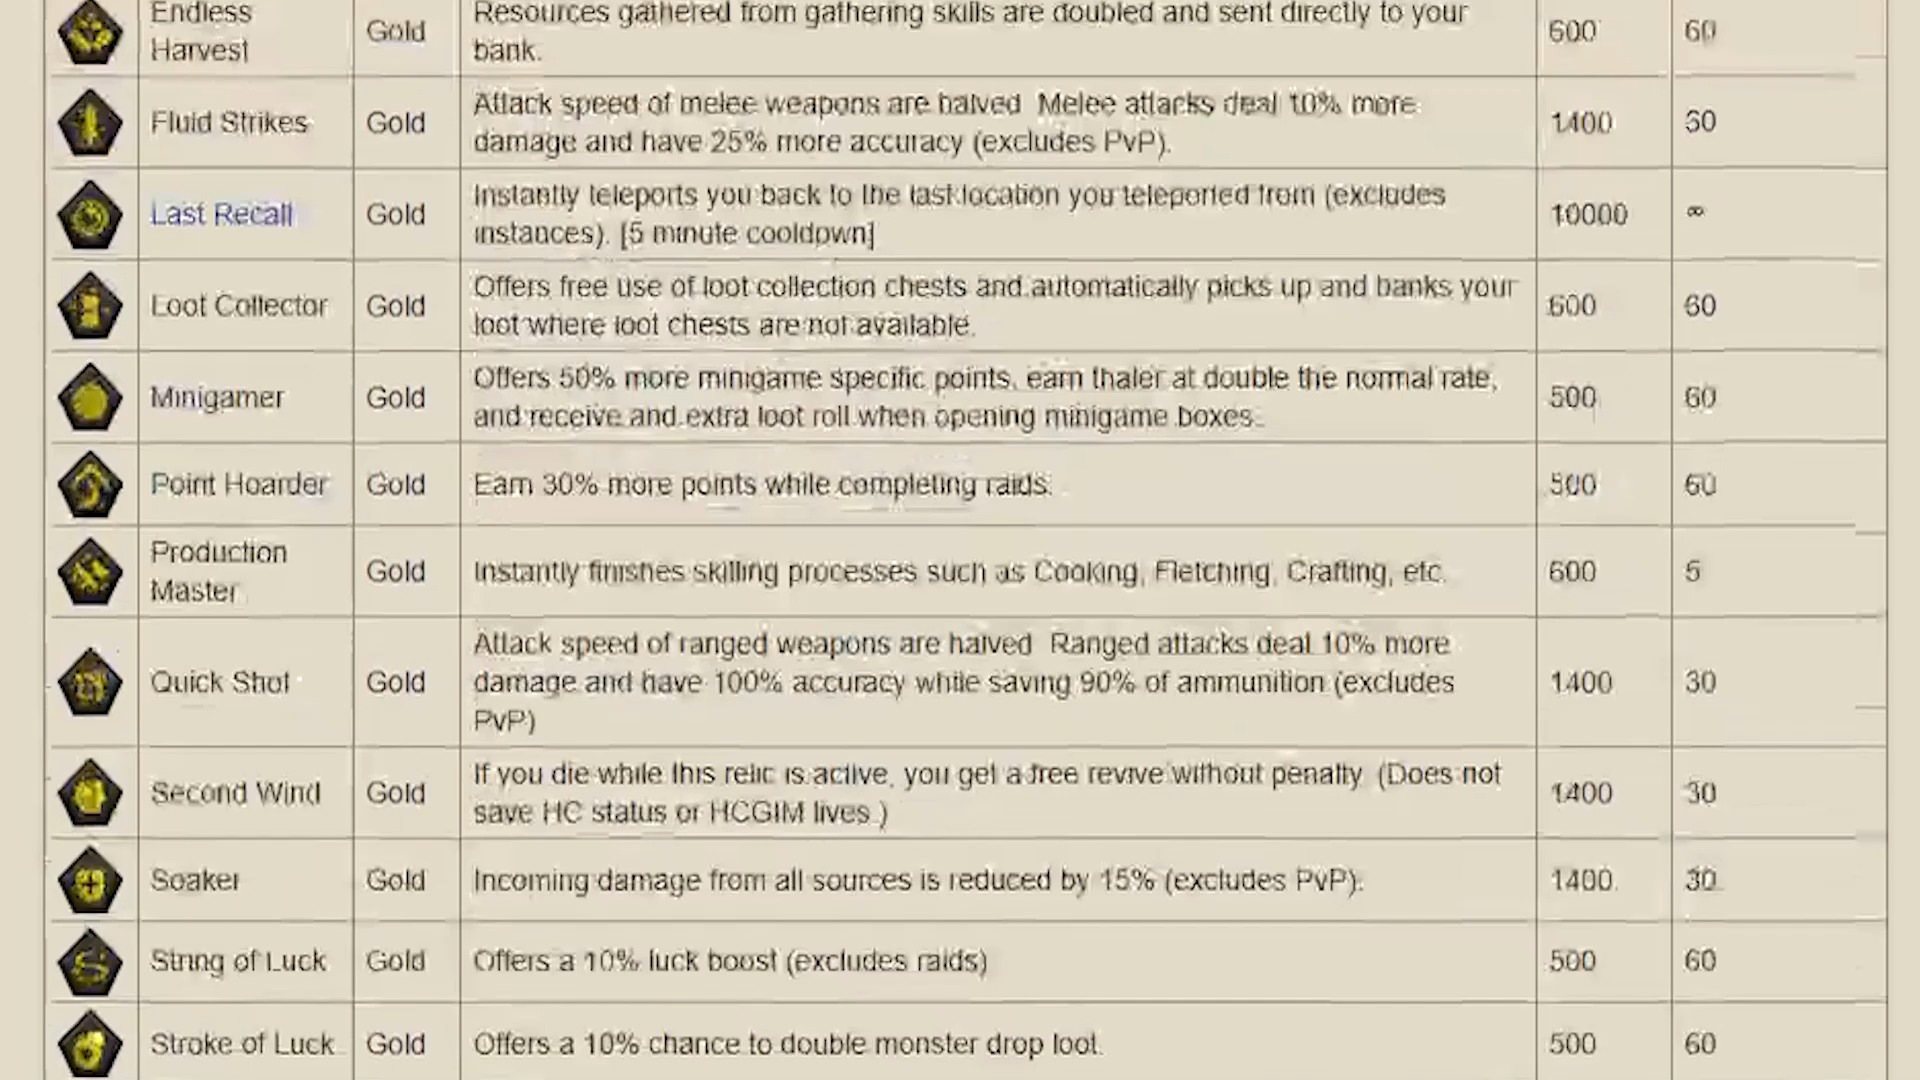 Endless
Harvest
Gold
Resources gathered from gathering skills are doubled and sent directly to your
bank.
600
60
Fluid Strikes
Gold
Attack speed of melee weapons are halved Melee attacks deal 10% more
damage and have 25% more accuracy (excludes PvP).
1400
30
Last Recall
Gold
Instantly teleports you back to the last location you teleported from (excludes
instances). [5 minute cooldown]
10000
∞
Loot Collector
Gold
Offers free use of loot collection chests and automatically picks up and banks your
loot where loot chests are not available.
600
60
Minigamer
Gold
Offers 50% more minigame specific points, earn thaler at double the normal rate,
and receive and extra loot roll when opening minigame boxes.
500
60
Point Hoarder
Gold
Earn 30% more points while completing raids.
500
60
Production
Master
Gold
Instantly finishes skilling processes such as Cooking, Fletching, Crafting, etc.
600
5
Quick Shot
Gold
Attack speed of ranged weapons are halved Ranged attacks deal 10% more
damage and have 100% accuracy while saving 90% of ammunition (excludes
PvP)
1400
30
Second Wind
Gold
If you die while this relic is active, you get a free revive without penalty. (Does not
save HC status or HCGIM lives.)
1400
30
Soaker
Gold
Incoming damage from all sources is reduced by 15% (excludes PvP).
1400
30
String of Luck
Gold
Offers a 10% luck boost (excludes raids)
500
60
Stroke of Luck
Gold
Offers a 10% chance to double monster drop loot.
500
60